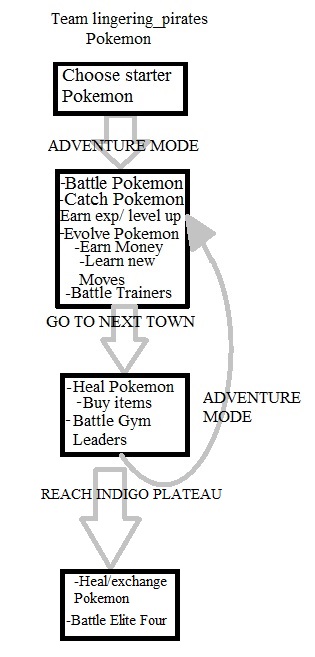 Team lingering_pirates
Pokemon
Choose starter
Pokemon
ADVENTURE MODE
-Battle Pokemon
-Catch Pokemon
Earn exp/ level up
-Evolve Pokemon
-Earn Money
-Learn new
Moves
-Battle Trainers
GO TO NEXT TOWN
-Heal Pokemon
-Buy items
-Battle Gym
Leaders
ADVENTURE
MODE
REACH INDIGO PLATEAU
-Heal/exchange
Pokemon
-Battle Elite Four